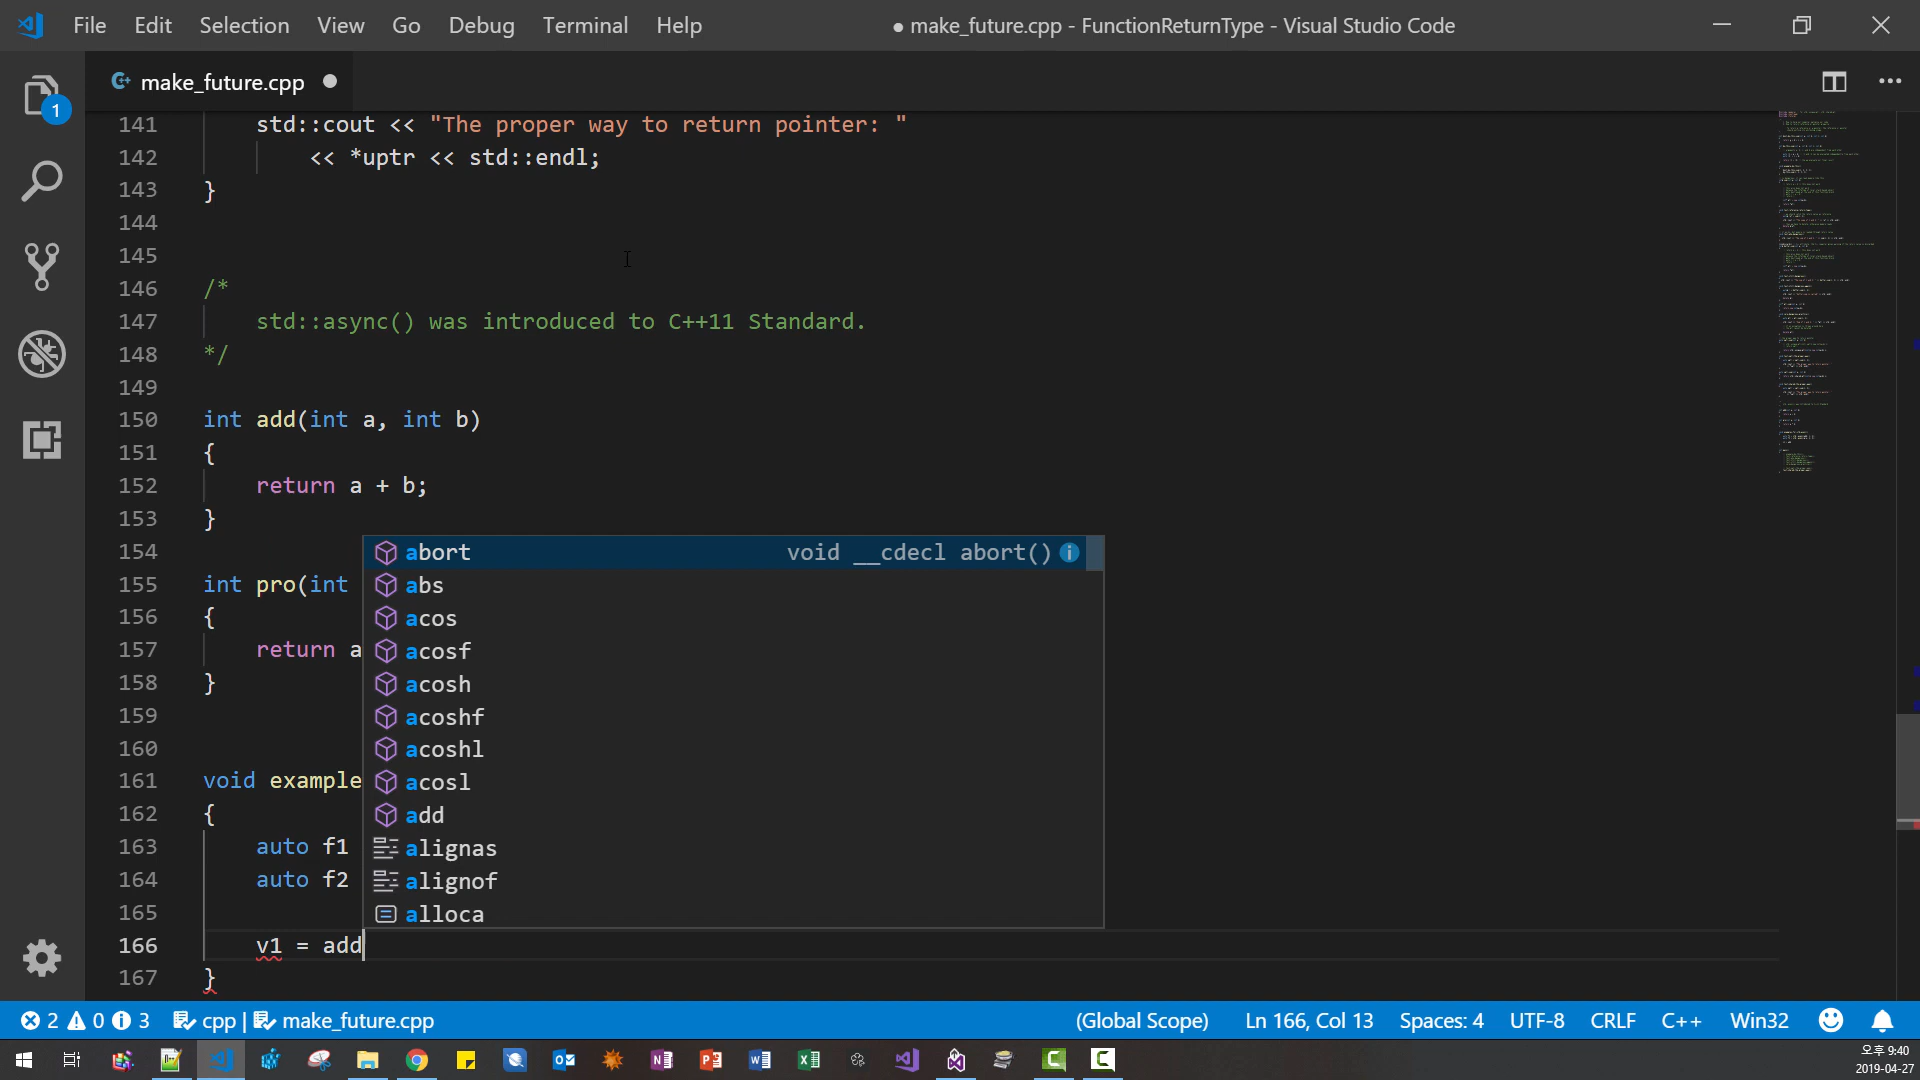 File Edit Selection View Go Debug Terminal Help
● make_future.cpp - FunctionReturnType - Visual Studio Code
make_future.cpp
1
141 std::cout << "The proper way to return pointer: "
142 << *uptr << std::endl;
143 }
144
145
146 /*
147 std::async() was introduced to C++11 Standard.
148 */
149
150 int add(int a, int b)
151 {
152 return a + b;
153 }
154
155 int pro(int
156 {
157 return a
158 }
159
160
161 void example
162 {
163 auto f1
164 auto f2
165
166 v1 = add
167 }
abort void __cdecl abort()
abs
acos
acosf
acosh
acoshf
acoshl
acosl
add
alignas
alignof
alloca
2 0 3 cpp | make_future.cpp (Global Scope) Ln 166, Col 13 Spaces: 4 UTF-8 CRLF C++ Win32
오후 9:40
2019-04-27